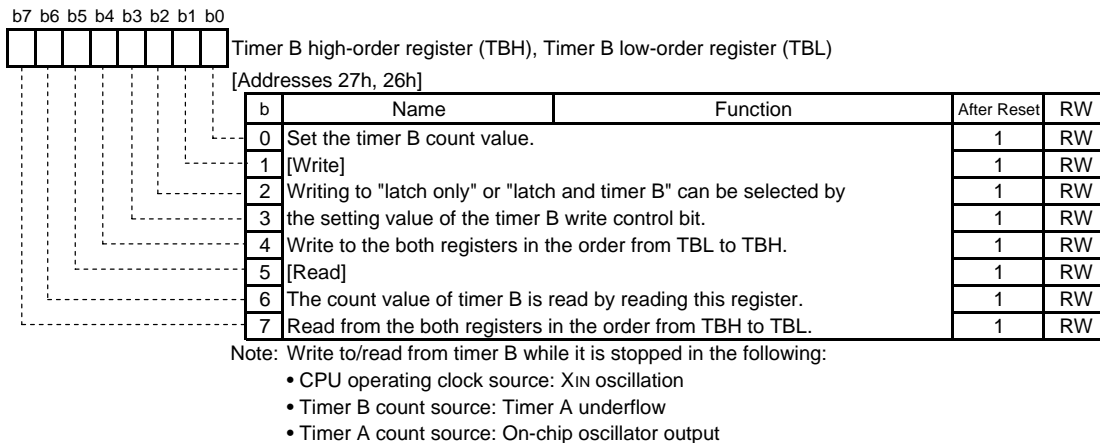 b7 b6 b5 b4 b3 b2 b1 b0
Timer B high-order register (TBH), Timer B low-order register (TBL)
[Addresses 27h, 26h]
b Name Function After Reset RW
0 Set the timer B count value. 1 RW
1 [Write] 1 RW
2 Writing to "latch only" or "latch and timer B" can be selected by 1 RW
3 the setting value of the timer B write control bit. 1 RW
4 Write to the both registers in the order from TBL to TBH. 1 RW
5 [Read] 1 RW
6 The count value of timer B is read by reading this register. 1 RW
7 Read from the both registers in the order from TBH to TBL. 1 RW
Note: Write to/read from timer B while it is stopped in the following:
• CPU operating clock source: XIN oscillation
• Timer B count source: Timer A underflow
• Timer A count source: On-chip oscillator output